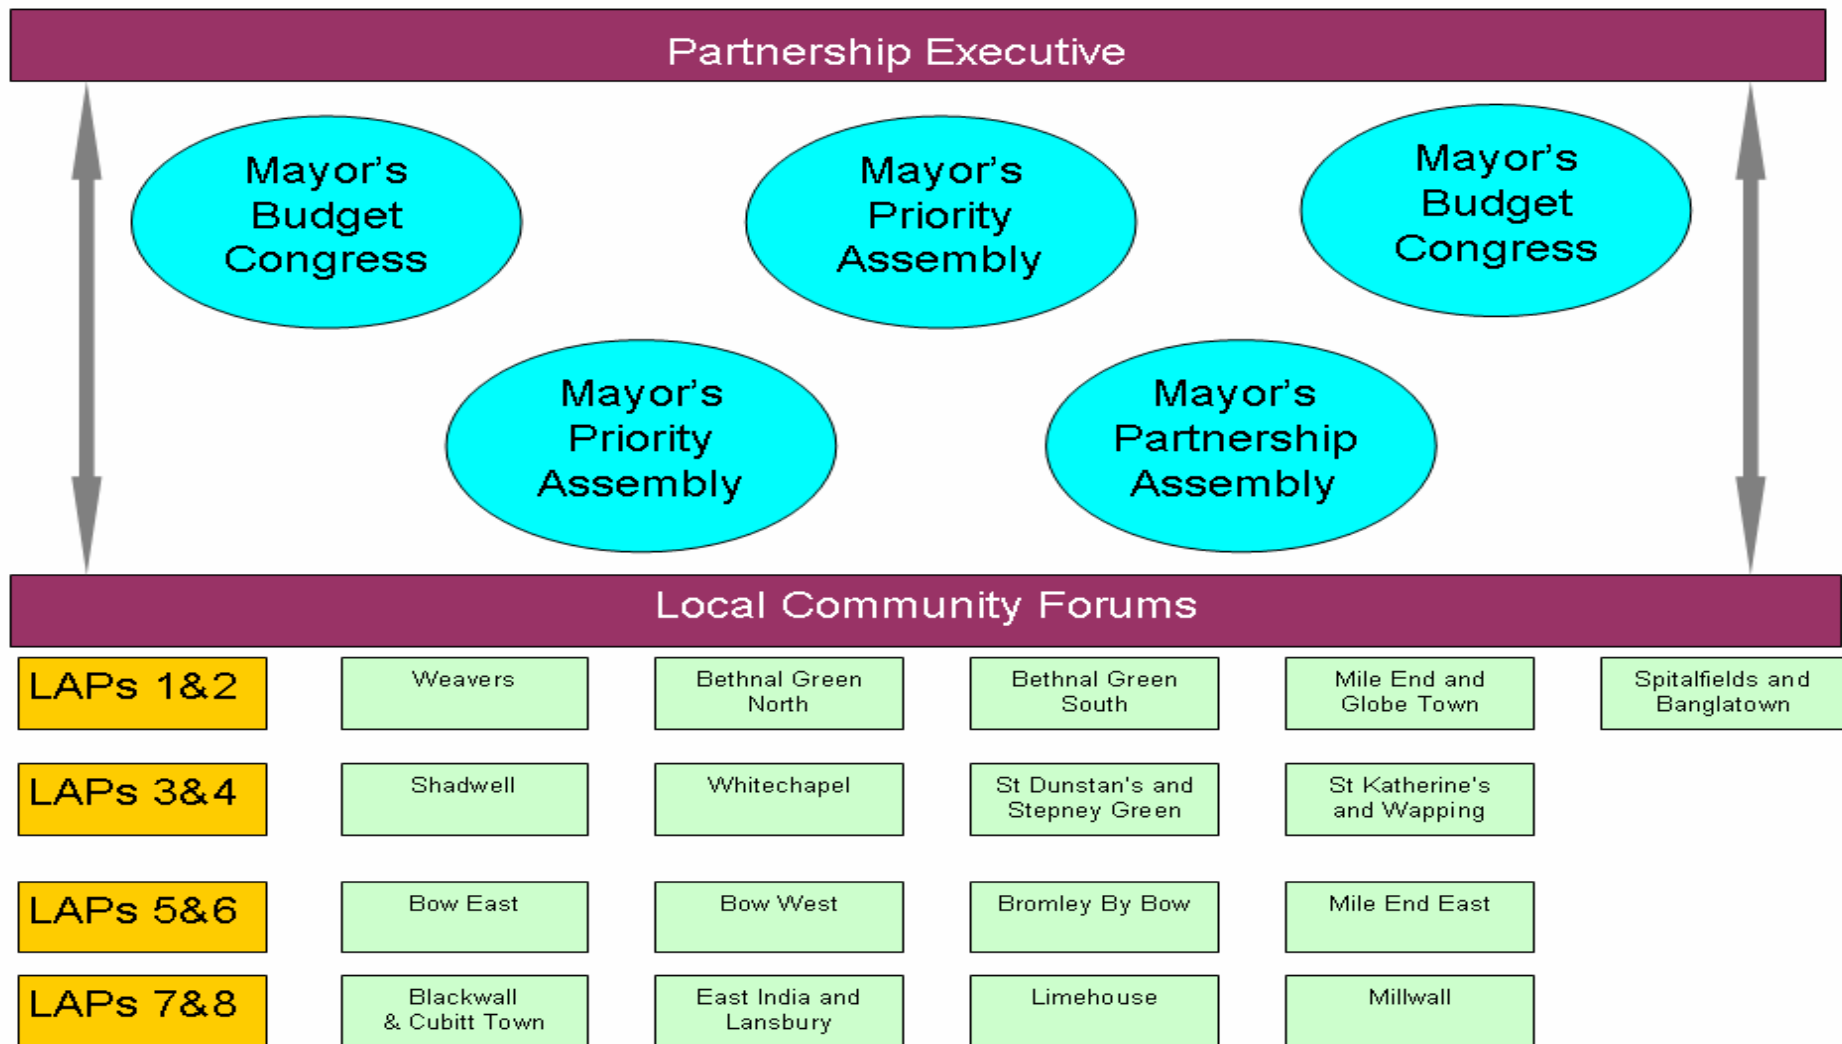 Partnership Executive
Mayor's
Budget
Congress
Mayor's
Priority
Assembly
Mayor's
Budget
Congress
Mayor's
Priority
Assembly
Mayor's
Partnership
Assembly
Local Community Forums
LAPs 1&2
Weavers
Bethnal Green
North
Bethnal Green
South
Mile End and
Globe Town
Spitalfields and
Banglatown
LAPs 3&4
Shadwell
Whitechapel
St Dunstan's and
Stepney Green
St Katherine's
and Wapping
LAPs 5&6
Bow East
Bow West
Bromley By Bow
Mile End East
LAPs 7&8
Blackwall
& Cubitt Town
East India and
Lansbury
Limehouse
Millwall